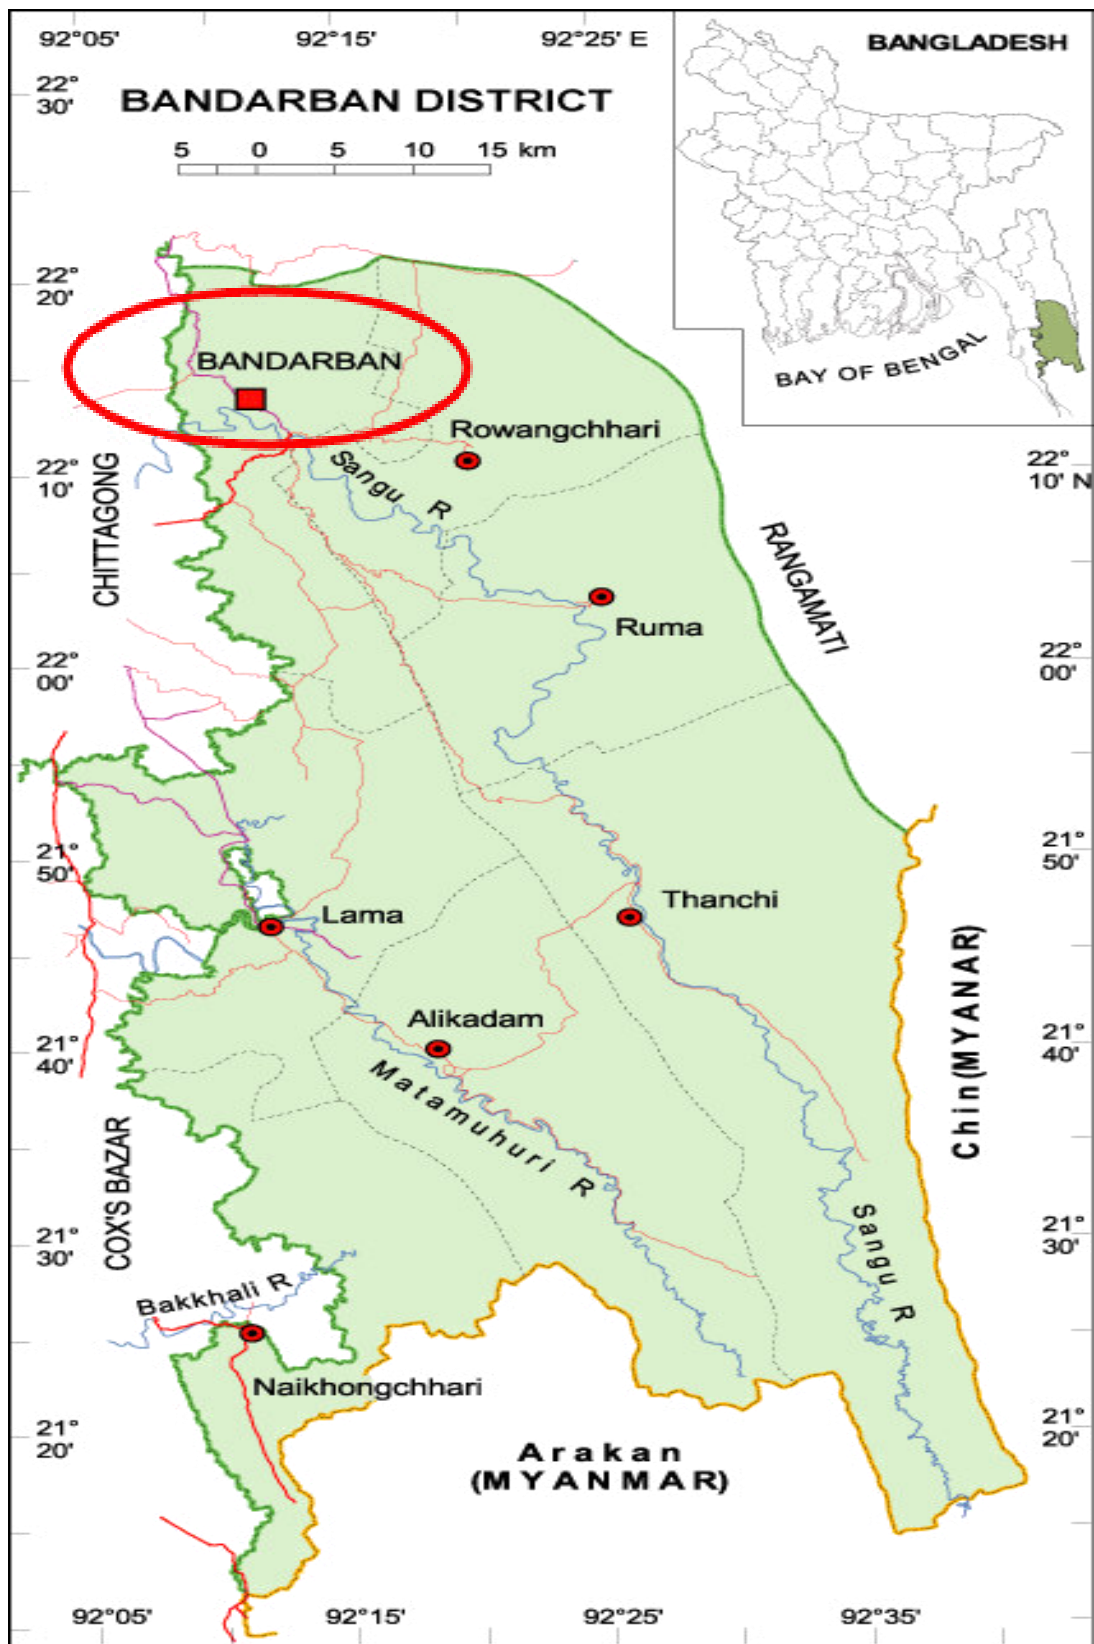 92°05' 92°15' 92°25' E
BANGLADESH
22°
30'
BANDARBAN DISTRICT
5 0 5 10 15 km
22°
20'
BAY OF BENGAL
BANDARBAN
Rowangchhari
22°
10'
22°
10' N
Sangu R
CHITTAGONG
RANGAMATI
Ruma
22°
00'
22°
00'
21°
50'
21°
50'
Thanchi
Lama
Chin(MYANAR)
Alikadam
21°
40'
21°
40'
Matamuhuri R
COX'S BAZAR
Sangu R
21°
30'
21°
30'
Bakkhali R
Naikhongchhari
21°
20'
21°
20'
Arakan
(MYANMAR)
92°05' 92°15' 92°25' 92°35'